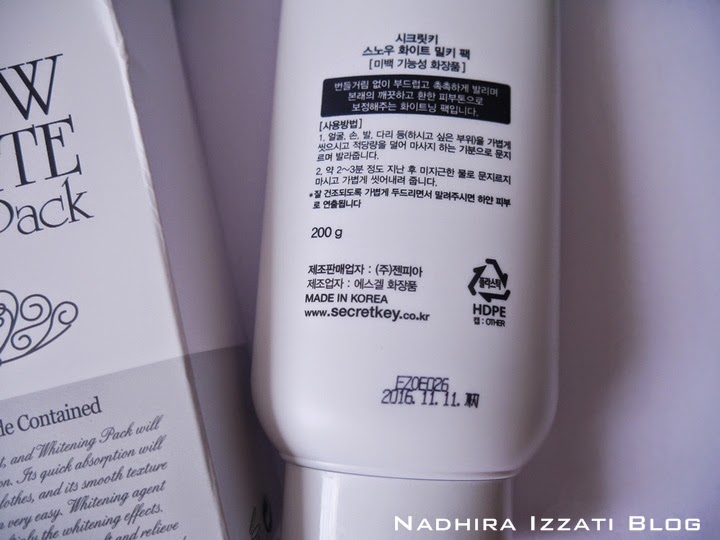 W
TE
Pack
de Contained
t, and Whitening Pack will
on. Its quick absorption will
clothes, and its smooth texture
very easy. Whitening agent
the whitening effects.
and relieve
시크릿키
스노우 화이트 밀키 팩
[미백 기능성 화장품]
번들거림 없이 부드럽고 촉촉하게 발리며
본래의 깨끗하고 환한 피부톤으로
보정해주는 화이트닝 팩입니다.
[사용방법]
1. 얼굴, 손, 발, 다리 등(하시고 싶은 부위)을 가볍게
씻으시고 적당량을 덜어 마사지 하는 기분으로 문지
르며 발라줍니다.
2. 약 2~3분 정도 지난 후 미지근한 물로 문지르지
마시고 가볍게 씻어내려 줍니다.
*잘 건조되도록 가볍게 두드리면서 말려주시면 하얀 피부
로 연출됩니다
200 g
제조판매업자 : (주)젠피아
제조업자 : 에스겔 화장품
MADE IN KOREA
www.secretkey.co.kr
플라스틱
HDPE
캡 : OTHER
EZ0E026
2016. 11. 11.
NADHIRA IZZATI BLOG